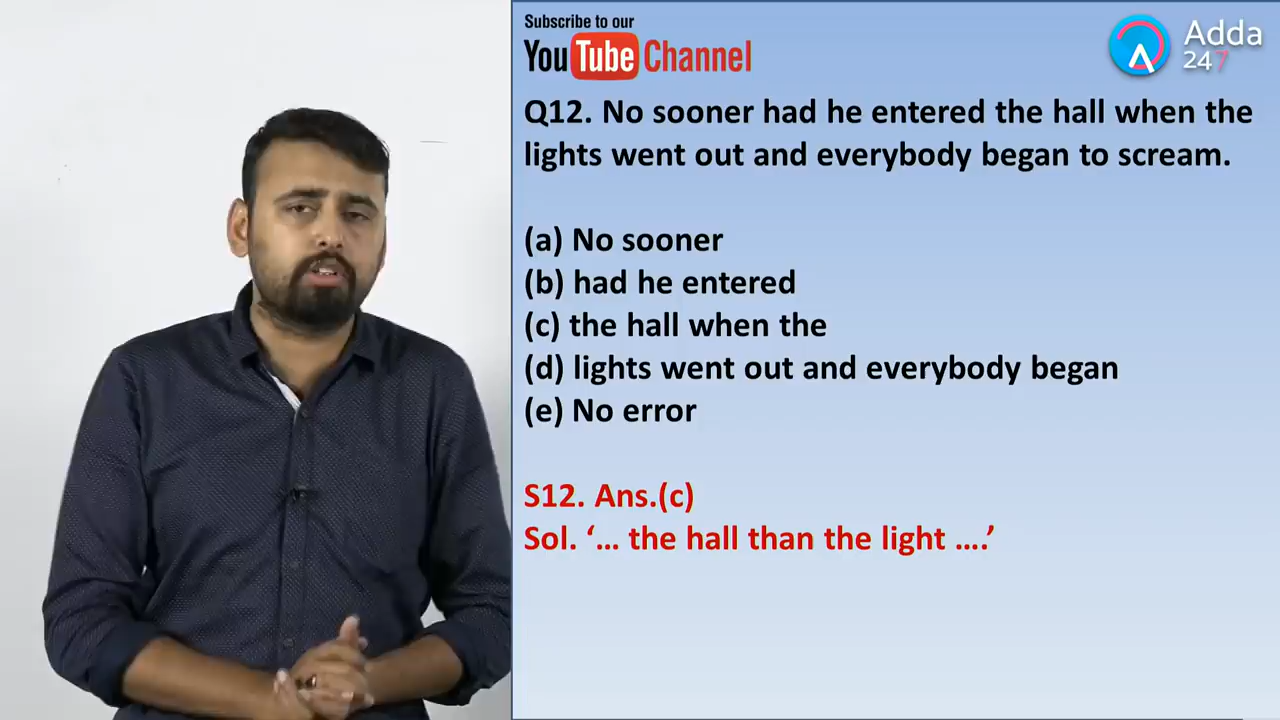 Subscribe to our
YouTube Channel
Adda
247
Q12. No sooner had he entered the hall when the
lights went out and everybody began to scream.
(a) No sooner
(b) had he entered
(c) the hall when the
(d) lights went out and everybody began
(e) No error
S12. Ans.(c)
Sol. ‘… the hall than the light ….’